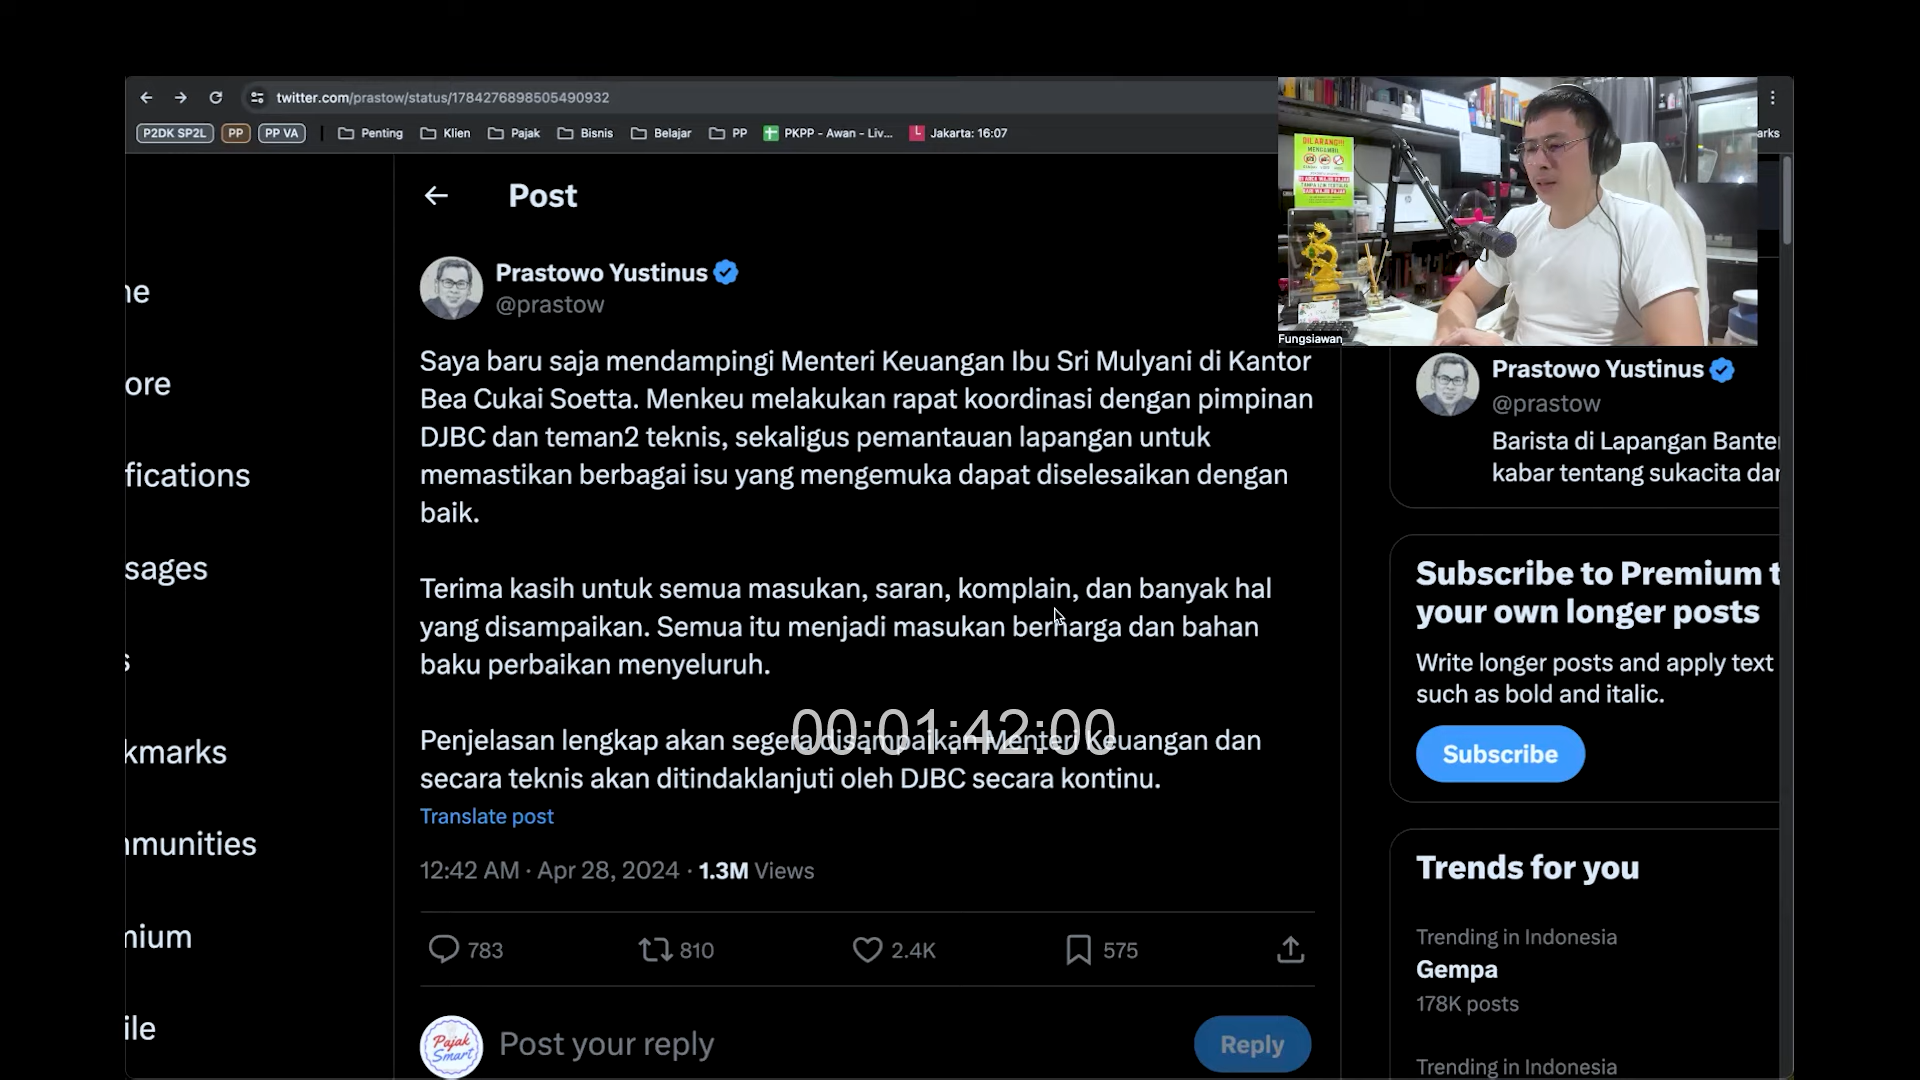 twitter.com/prastow/status/1784276898505490932
P2DK SP2L PP PP VA Penting Klien Pajak Bisnis Belajar PP PKPP - Awan - Liv... Jakarta: 16:07
arks
DILARANG!!!
Fungsiawan
Post
Prastowo Yustinus
@prastow
Saya baru saja mendampingi Menteri Keuangan Ibu Sri Mulyani di Kantor
Bea Cukai Soetta. Menkeu melakukan rapat koordinasi dengan pimpinan
DJBC dan teman2 teknis, sekaligus pemantauan lapangan untuk
memastikan berbagai isu yang mengemuka dapat diselesaikan dengan
baik.
Terima kasih untuk semua masukan, saran, komplain, dan banyak hal
yang disampaikan. Semua itu menjadi masukan berharga dan bahan
baku perbaikan menyeluruh.
00:01:42:00
Penjelasan lengkap akan segera disampaikan Menteri Keuangan dan
secara teknis akan ditindaklanjuti oleh DJBC secara kontinu.
Translate post
12:42 AM · Apr 28, 2024 · 1.3M Views
783 810 2.4K 575
Pajak
Smart
Post your reply
Reply
ne
ore
fications
sages
s
kmarks
nmunities
nium
ile
Prastowo Yustinus
@prastow
Barista di Lapangan Banten
kabar tentang sukacita dar
Subscribe to Premium t
your own longer posts
Write longer posts and apply text
such as bold and italic.
Subscribe
Trends for you
Trending in Indonesia
Gempa
178K posts
Trending in Indonesia